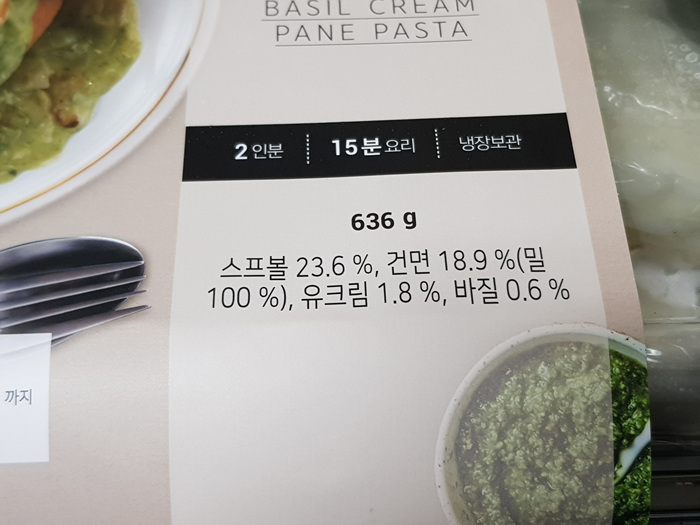 BASIL CREAM
PANE PASTA
2인분 15분요리 냉장보관
636 g
스프볼 23.6 %, 건면 18.9 %(밀
100 %), 유크림 1.8 %, 바질 0.6 %
까지